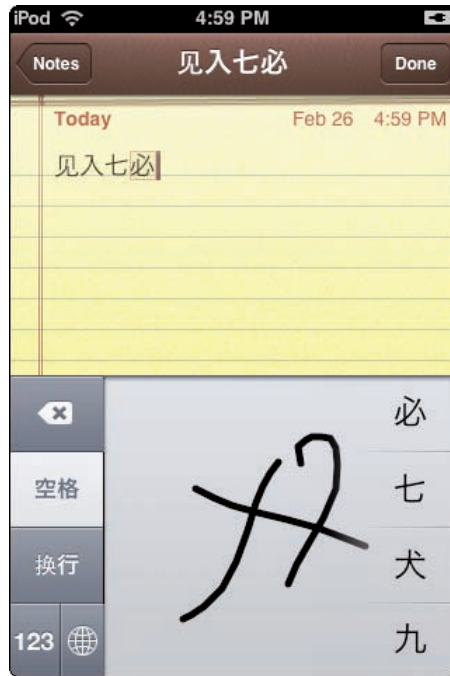 iPod 4:59 PM
Notes 见入七必 Done
Today Feb 26 4:59 PM
见入七必
必
七
空格
犬
换行
九
123